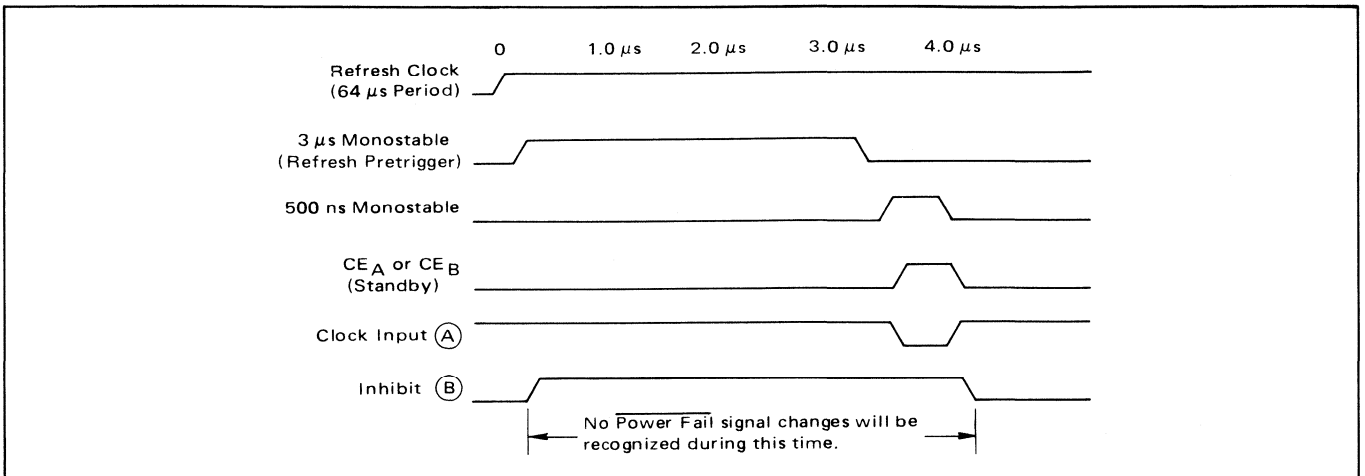 0 1.0 μs 2.0 μs 3.0 μs 4.0 μs
Refresh Clock
(64 μs Period)
3 μs Monostable
(Refresh Pretrigger)
500 ns Monostable
CE A or CE B
(Standby)
Clock Input A
Inhibit B
No Power Fail signal changes will be
recognized during this time.